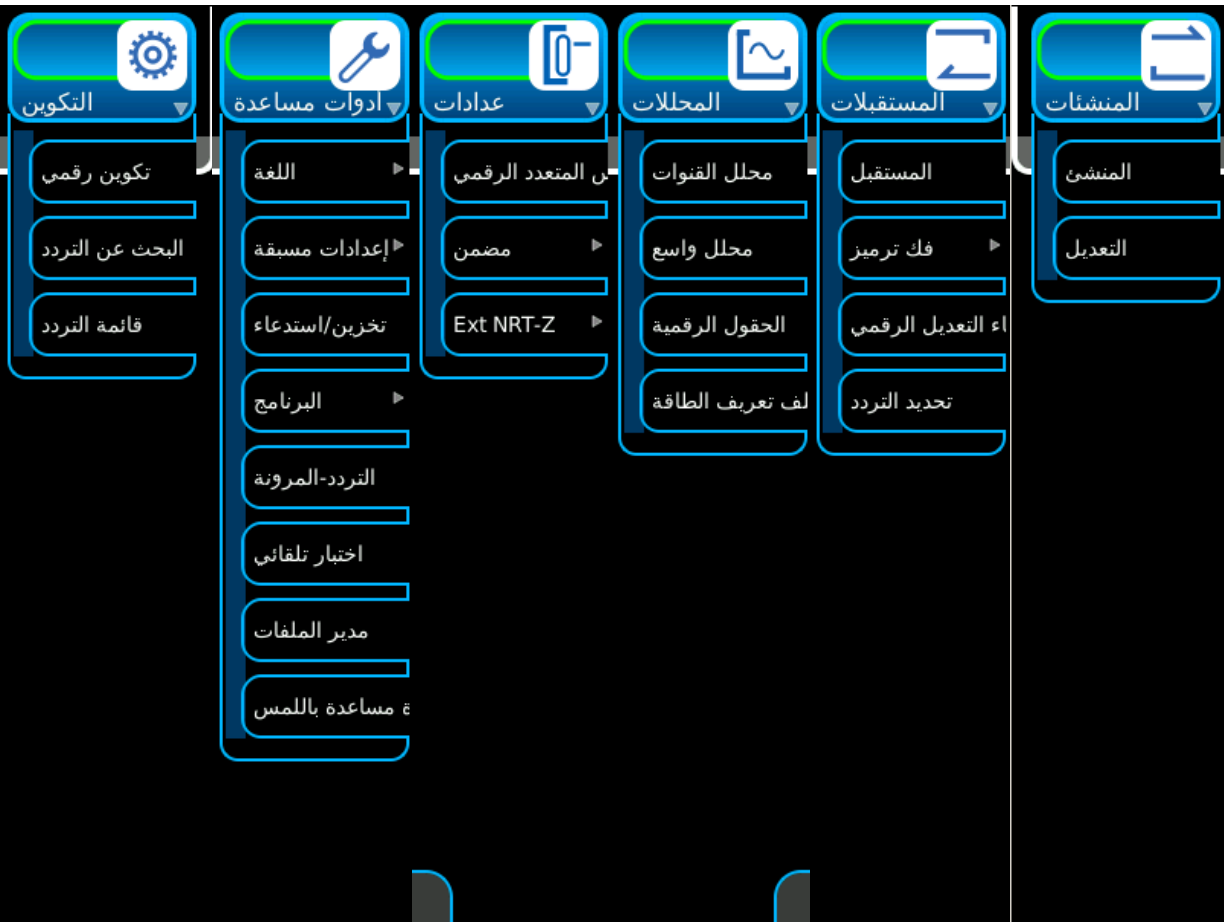 التكوين
تكوين رقمي
البحث عن التردد
قائمة التردد
أدوات مساعدة
اللغة
إعدادات مسبقة
تخزين/استدعاء
البرنامج
التردد-المرونة
اختبار تلقائي
مدير الملفات
ة مساعدة باللمس
عدادات
س المتعدد الرقمي
مضمن
Ext NRT-Z
المحللات
محلل القنوات
محلل واسع
الحقول الرقمية
لف تعريف الطاقة
المستقبلات
المستقبل
فك ترميز
اء التعديل الرقمي
تحديد التردد
المنشئات
المنشئ
التعديل